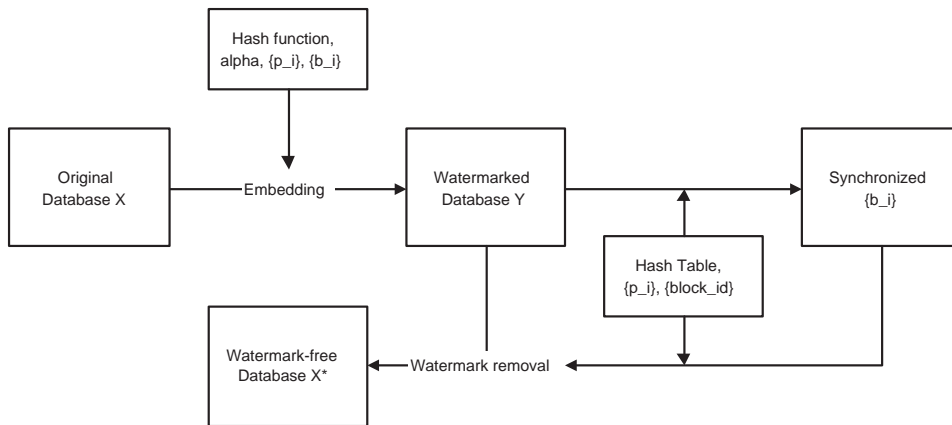 Hash function,
alpha, {p_i}, {b_i}
Original
Database X
Embedding
Watermarked
Database Y
Synchronized
{b_i}
Hash Table,
{p_i}, {block_id}
Watermark-free
Database X*
Watermark removal